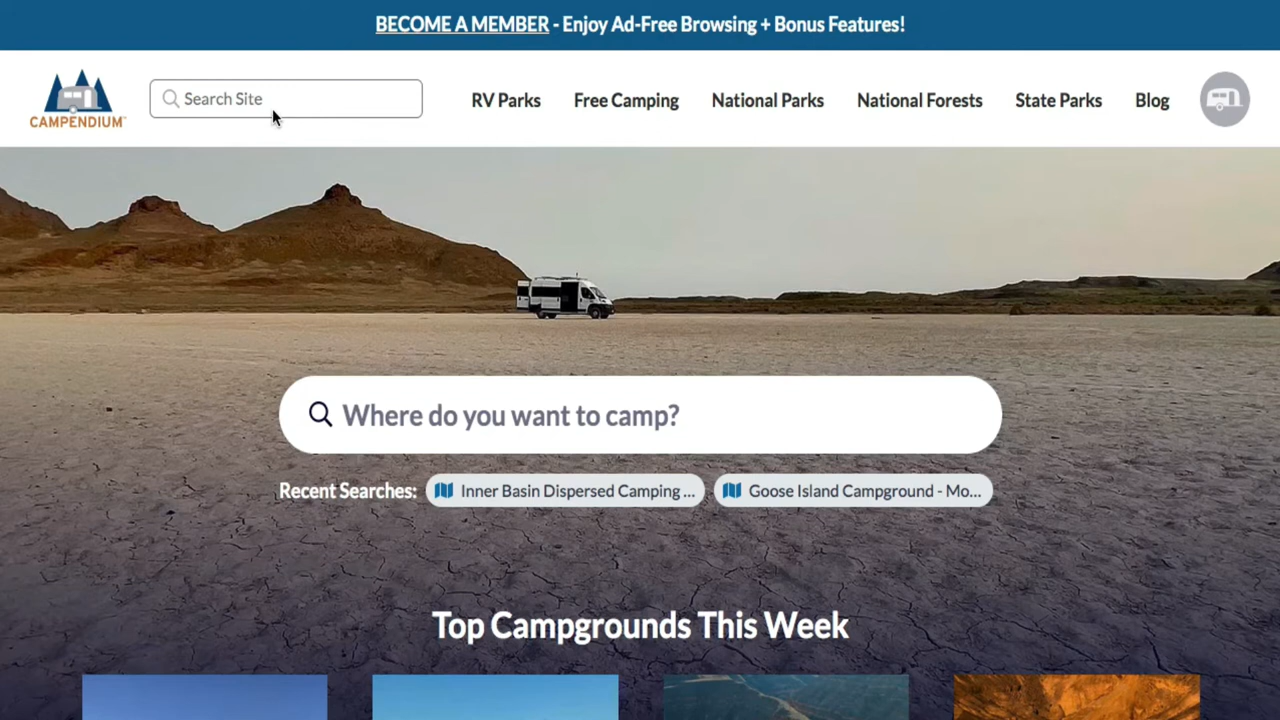 BECOME A MEMBER - Enjoy Ad-Free Browsing + Bonus Features!
CAMPENDIUM
Search Site
RV Parks
Free Camping
National Parks
National Forests
State Parks
Blog
Where do you want to camp?
Recent Searches:
Inner Basin Dispersed Camping ...
Goose Island Campground - Mo...
Top Campgrounds This Week